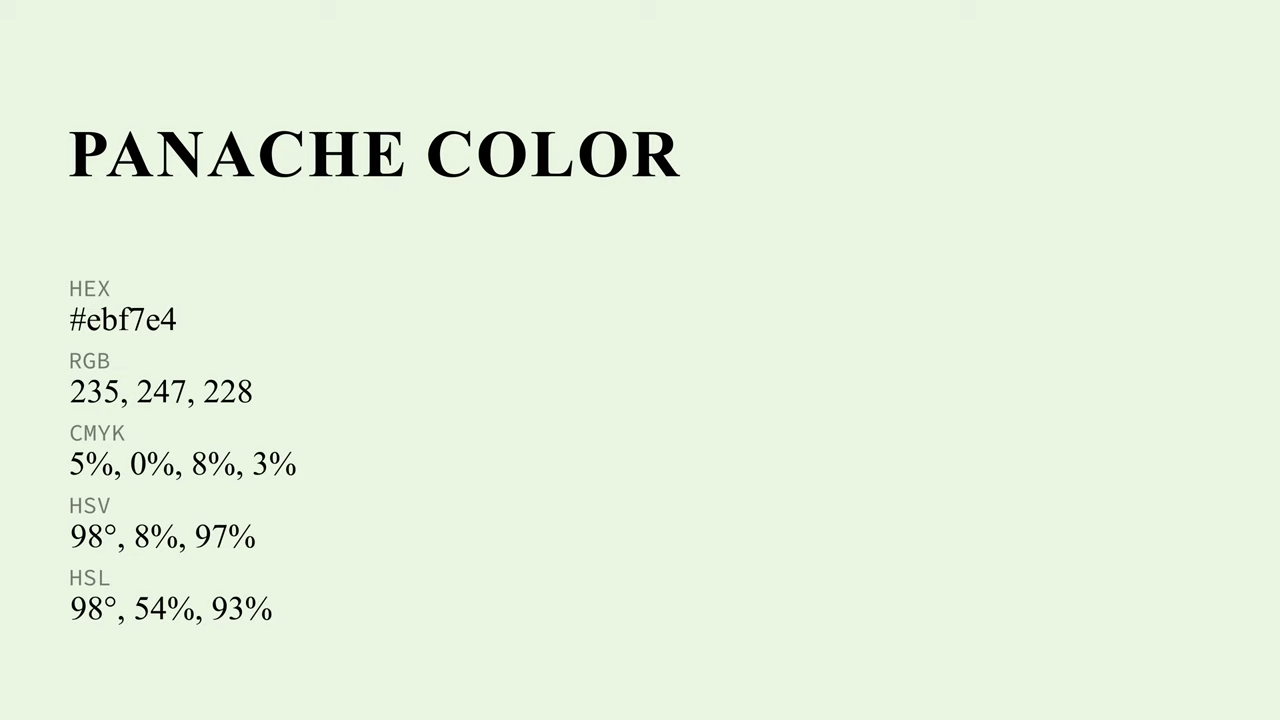 PANACHE COLOR
HEX
#ebf7e4
RGB
235, 247, 228
CMYK
5%, 0%, 8%, 3%
HSV
98°, 8%, 97%
HSL
98°, 54%, 93%